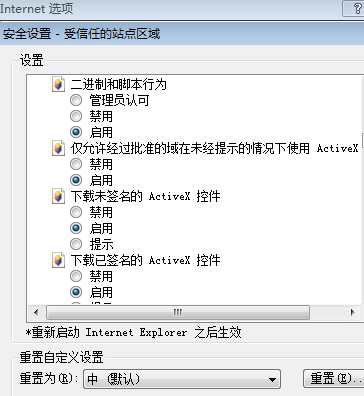 Internet 选项
安全设置 - 受信任的站点区域
设置
二进制和脚本行为
管理员认可
禁用
启用
仅允许经过批准的域在未经提示的情况下使用 ActiveX
禁用
启用
下载未签名的 ActiveX 控件
禁用
启用
提示
下载已签名的 ActiveX 控件
禁用
启用
*重新启动 Internet Explorer 之后生效
重置自定义设置
重置为(R): 中 (默认) 重置(E)...